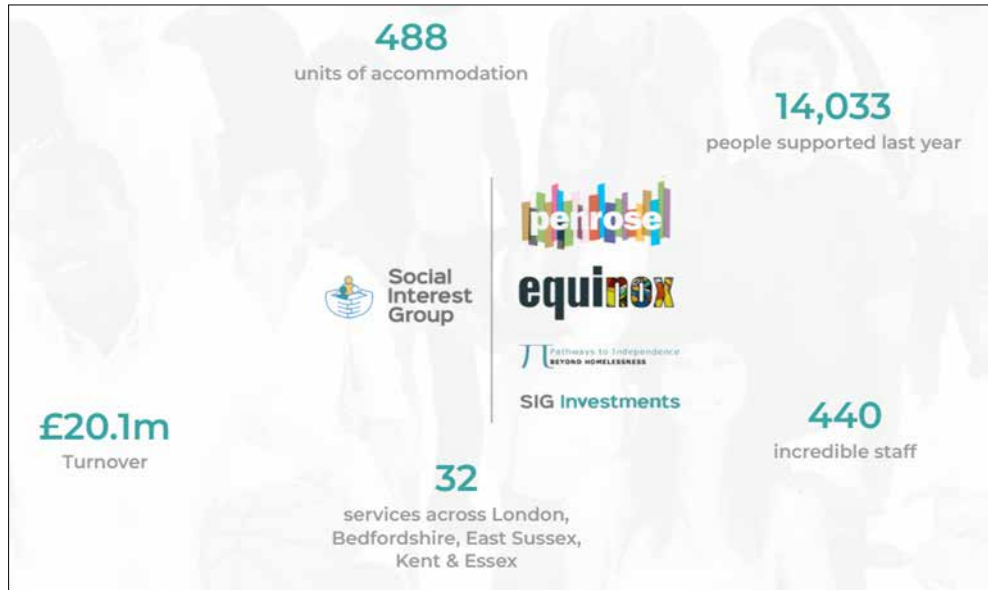 488
units of accommodation
14,033
people supported last year
penrose
Social
Interest
Group
equinox
Pathways to Independence
BEYOND HOMELESSNESS
SIG Investments
£20.1m
Turnover
440
incredible staff
32
services across London,
Bedfordshire, East Sussex,
Kent & Essex